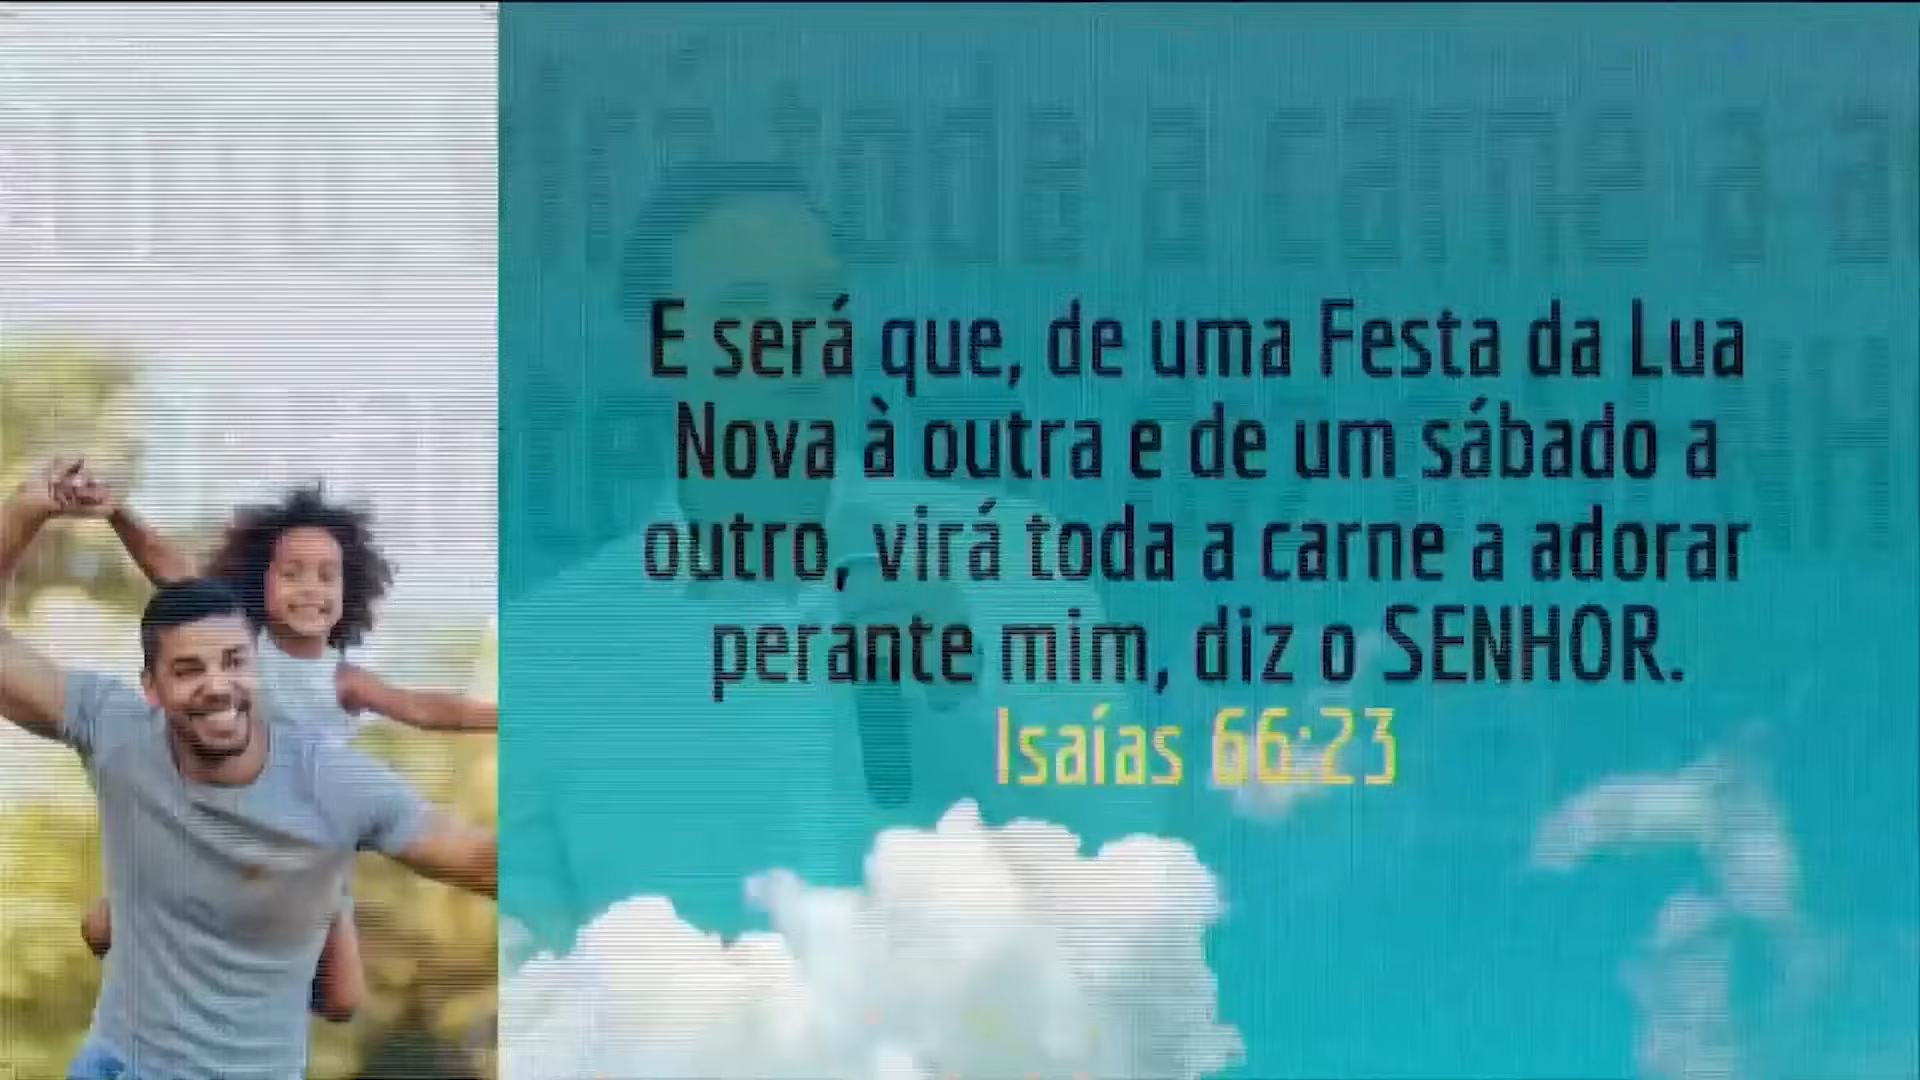 E será que, de uma Festa da Lua
Nova à outra e de um sábado a
outro, virá toda a carne a adorar
perante mim, diz o SENHOR.
Isaías 66:23